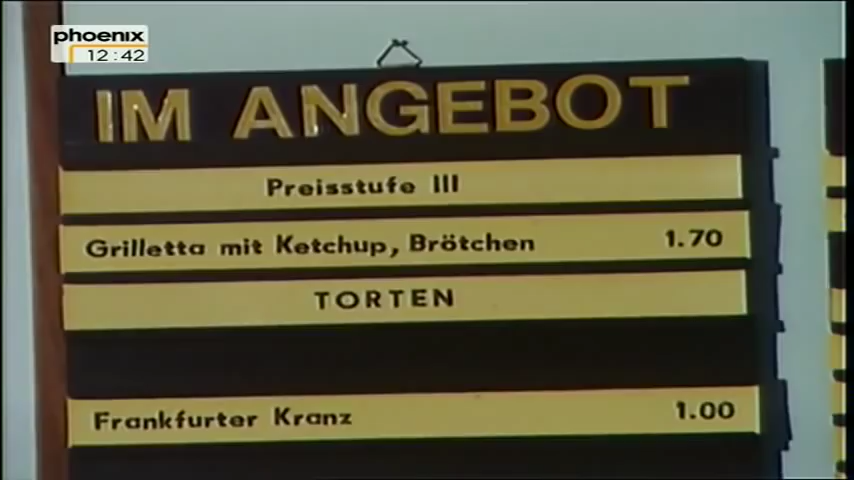 phoenix
12:42
IM ANGEBOT
Preisstufe III
Grilletta mit Ketchup, Brötchen 1.70
TORTEN
Frankfurter Kranz 1.00